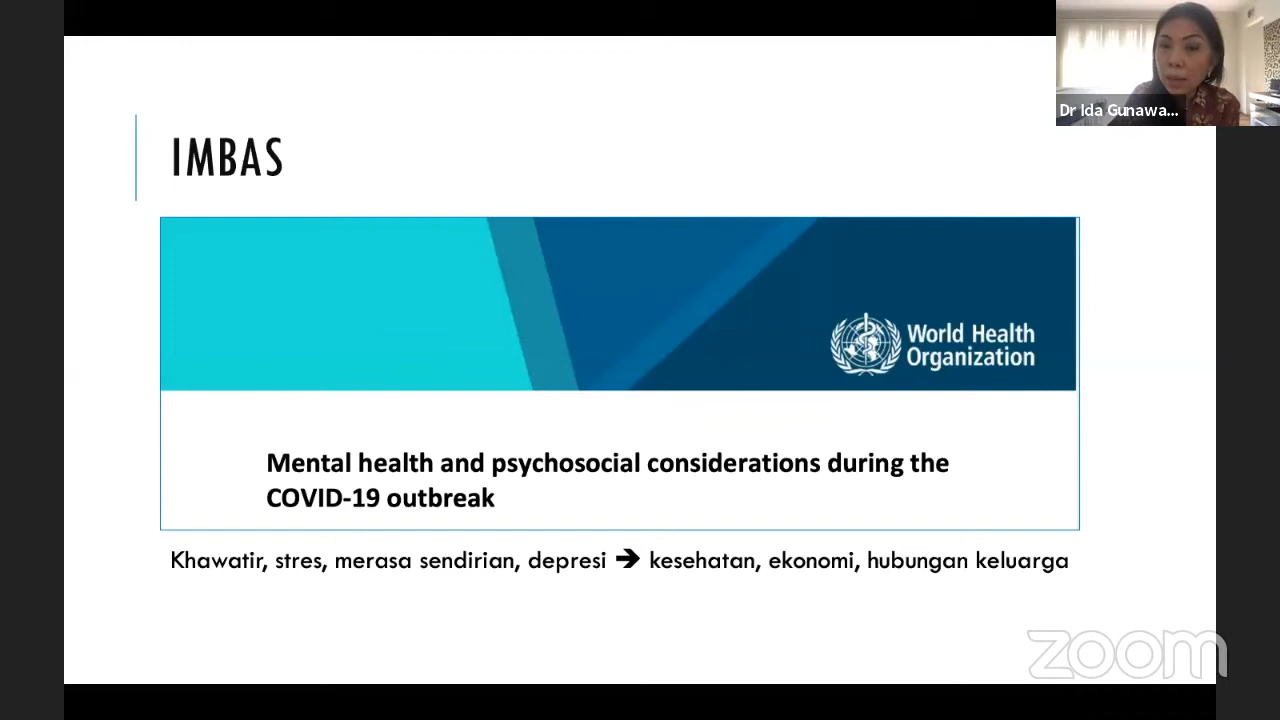 Dr Ida Gunawa...
IMBAS
World Health
Organization
Mental health and psychosocial considerations during the
COVID-19 outbreak
Khawatir, stres, merasa sendirian, depresi ➔ kesehatan, ekonomi, hubungan keluarga
zoom